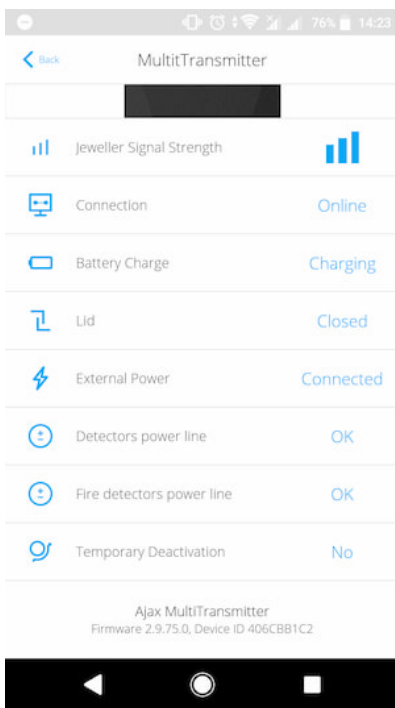 76% 14:23
Back MultitTransmitter
Jeweller Signal Strength
Connection Online
Battery Charge Charging
Lid Closed
External Power Connected
Detectors power line OK
Fire detectors power line OK
Temporary Deactivation No
Ajax MultiTransmitter
Firmware 2.9.75.0, Device ID 406CBB1C2